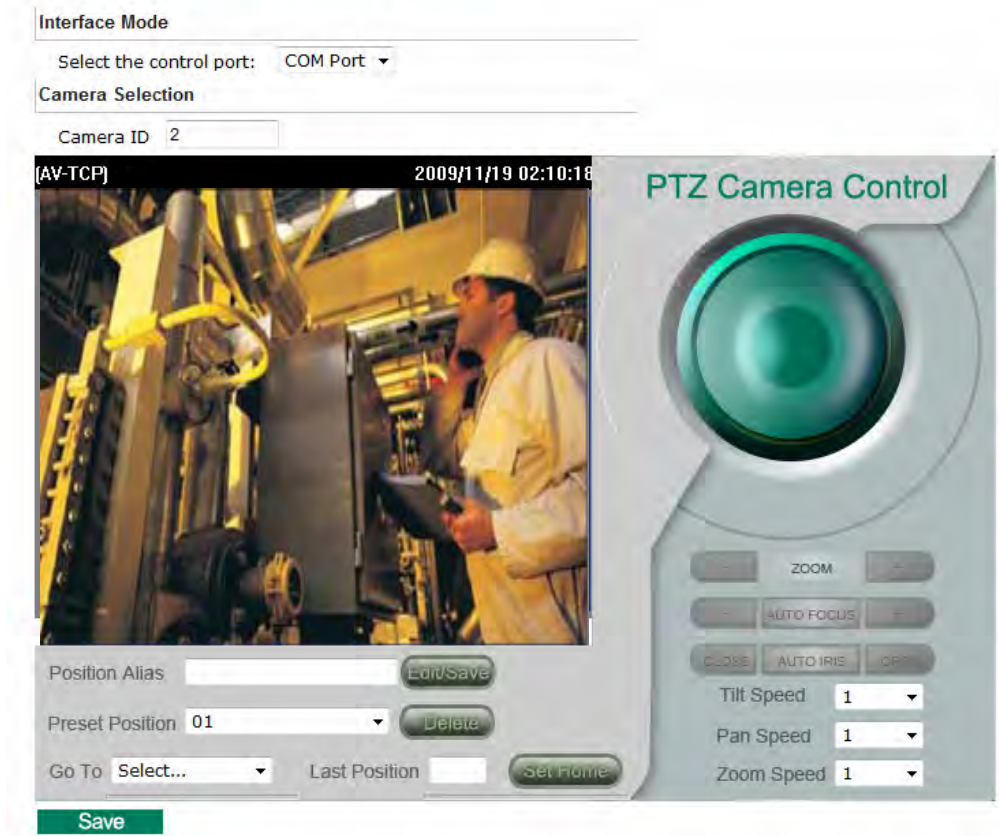 Interface Mode
Select the control port: COM Port
Camera Selection
Camera ID 2
(AV-TCP) 2009/11/19 02:10:18
PTZ Camera Control
- ZOOM +
- AUTO FOCUS +
CLOSE AUTO IRIS OPEN
Tilt Speed 1
Pan Speed 1
Zoom Speed 1
Position Alias Edit/Save
Preset Position 01 Delete
Go To Select... Last Position Set Home
Save